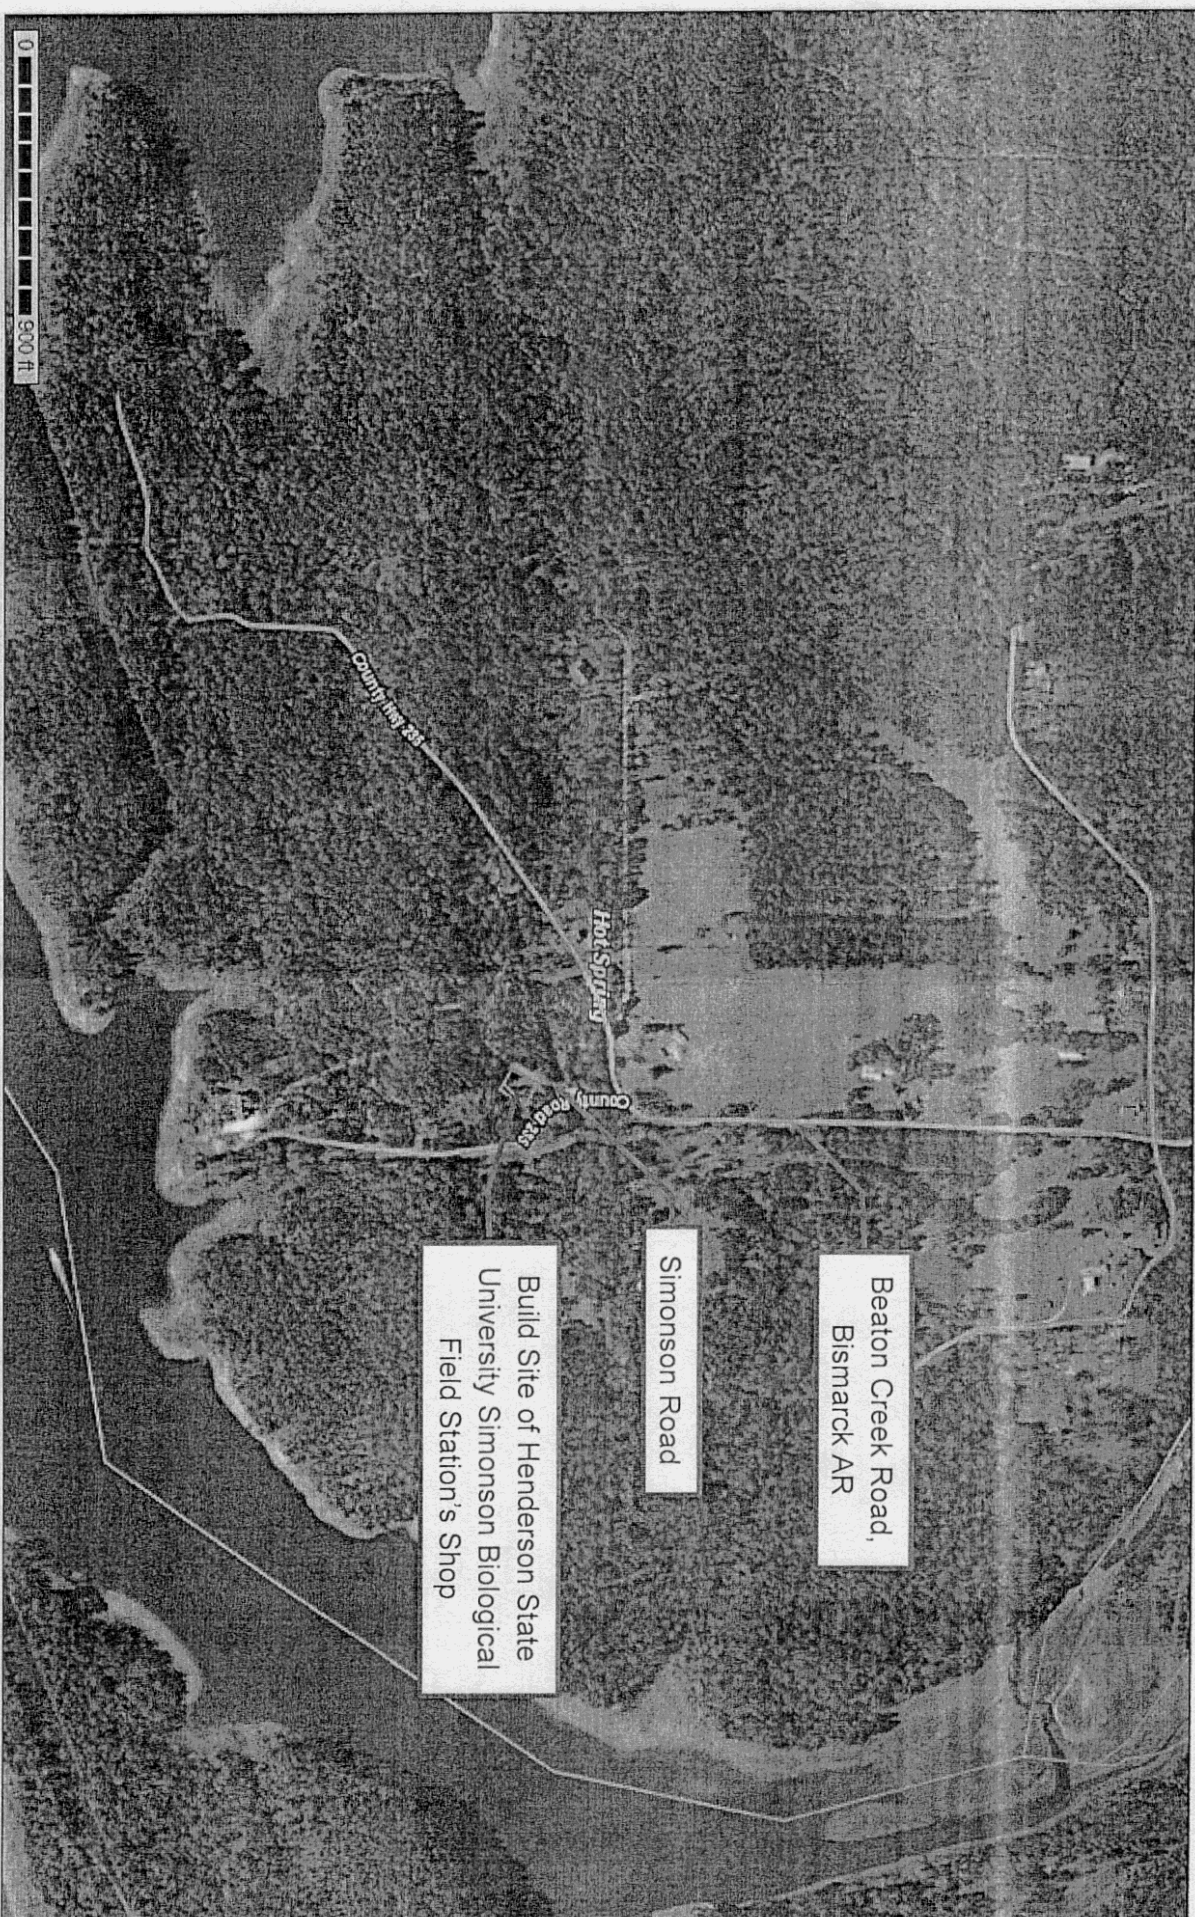 Beaton Creek Road,
Bismarck AR
Simonson Road
Build Site of Henderson State
University Simonson Biological
Field Station's Shop
Hot Spring
County Road 233
County Hwy
0 900 ft